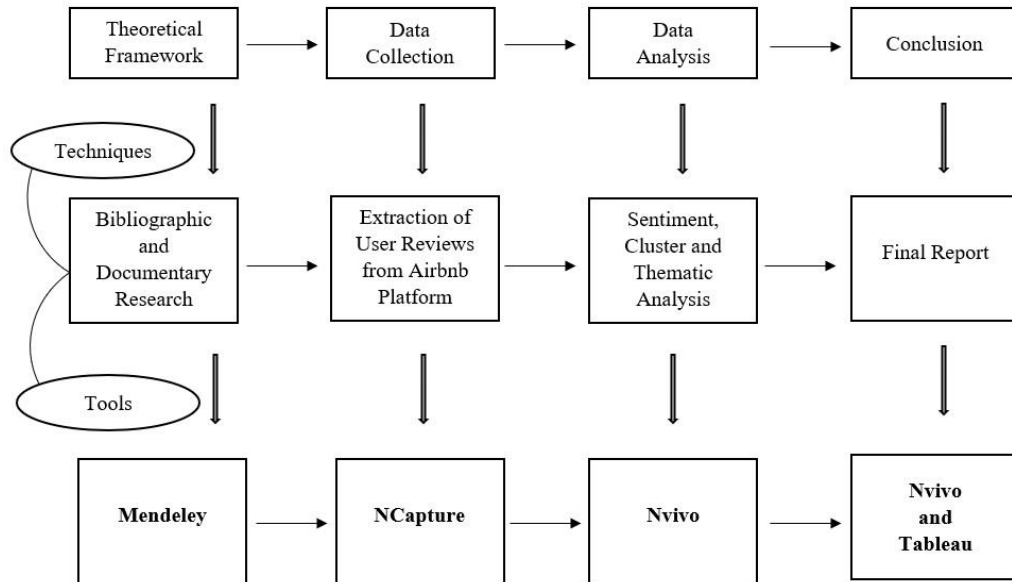 Theoretical
Framework
Data
Collection
Data
Analysis
Conclusion
Techniques
Bibliographic
and
Documentary
Research
Extraction of
User Reviews
from Airbnb
Platform
Sentiment,
Cluster and
Thematic
Analysis
Final Report
Tools
Mendeley
NCapture
Nvivo
Nvivo
and
Tableau